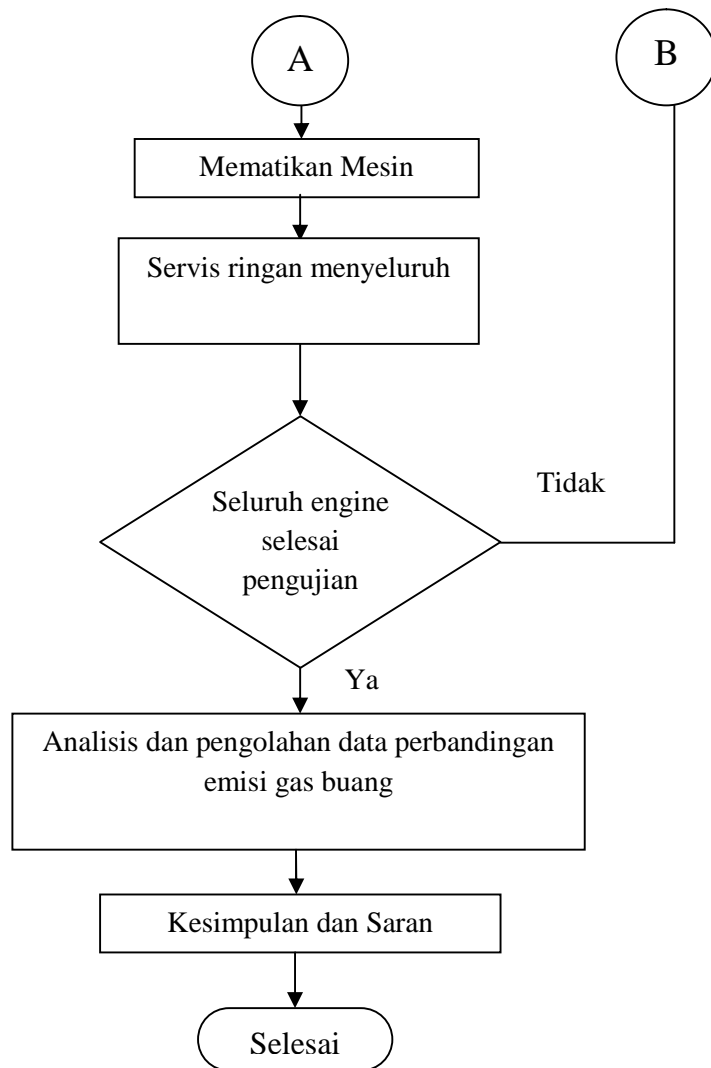 A
B
Mematikan Mesin
Servis ringan menyeluruh
Seluruh engine
selesai
pengujian
Tidak
Ya
Analisis dan pengolahan data perbandingan
emisi gas buang
Kesimpulan dan Saran
Selesai